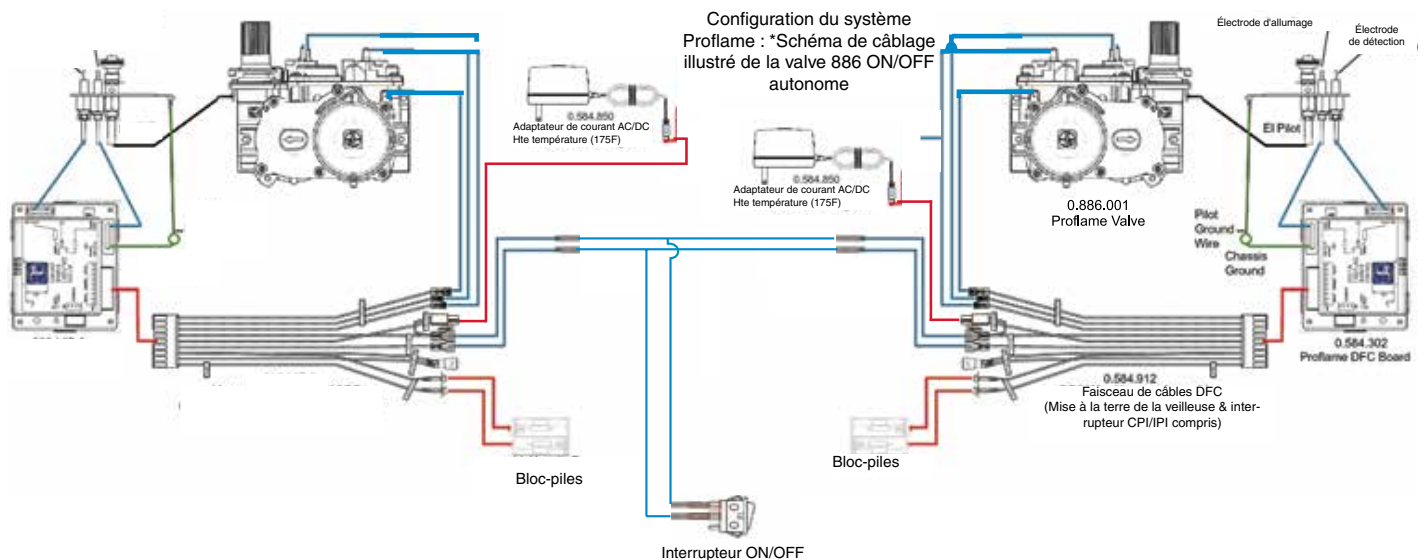 Configuration du système
Proflame : *Schéma de câblage
illustré de la valve 886 ON/OFF
autonome
Électrode d'allumage
Électrode
de détection
0.584.850
Adaptateur de courant AC/DC
Hte température (175F)
0.584.850
Adaptateur de courant AC/DC
Hte température (175F)
El Pilot
0.886.001
Proflame Valve
Pilot
Ground
Wire
Chassis
Ground
0.584.302
Proflame DFC Board
0.584.912
Faisceau de câbles DFC
(Mise à la terre de la veilleuse & inter-
rupteur CPI/IPI compris)
Bloc-piles
Bloc-piles
Interrupteur ON/OFF